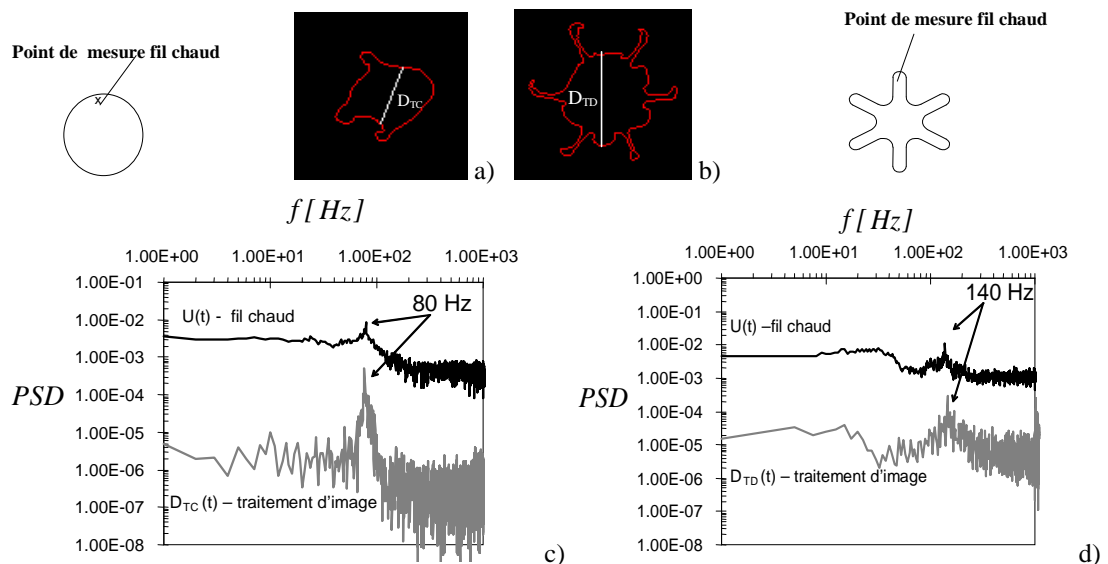 Point de mesure fil chaud
Point de mesure fil chaud
x
D_TC
D_TD
a)
b)
f [ Hz]
f [ Hz]
1.00E+00 1.00E+01 1.00E+02 1.00E+03
1.00E-01
1.00E-02
1.00E-03
1.00E-04
1.00E-05
1.00E-06
1.00E-07
1.00E-08
PSD
80 Hz
U(t) - fil chaud
D_TC (t) – traitement d'image
c)
1.00E+00 1.00E+01 1.00E+02 1.00E+03
1.00E+00
1.00E-01
1.00E-02
1.00E-03
1.00E-04
1.00E-05
1.00E-06
1.00E-07
1.00E-08
PSD
140 Hz
U(t) –fil chaud
D_TD (t) – traitement d'image
d)